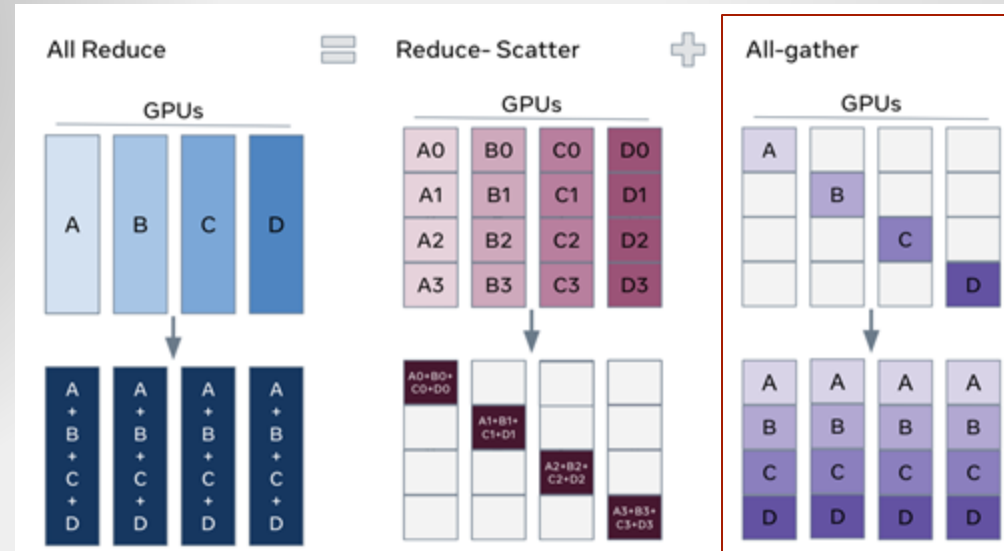 All Reduce
GPUs
A B C D
A + B + C + D
A + B + C + D
A + B + C + D
A + B + C + D
Reduce- Scatter
GPUs
A0 B0 C0 D0
A1 B1 C1 D1
A2 B2 C2 D2
A3 B3 C3 D3
A0+B0+
C0+D0
A1+B1+
C1+D1
A2+B2+
C2+D2
A3+B3+
C3+D3
All-gather
GPUs
A
B
C
D
A A A A
B B B B
C C C C
D D D D